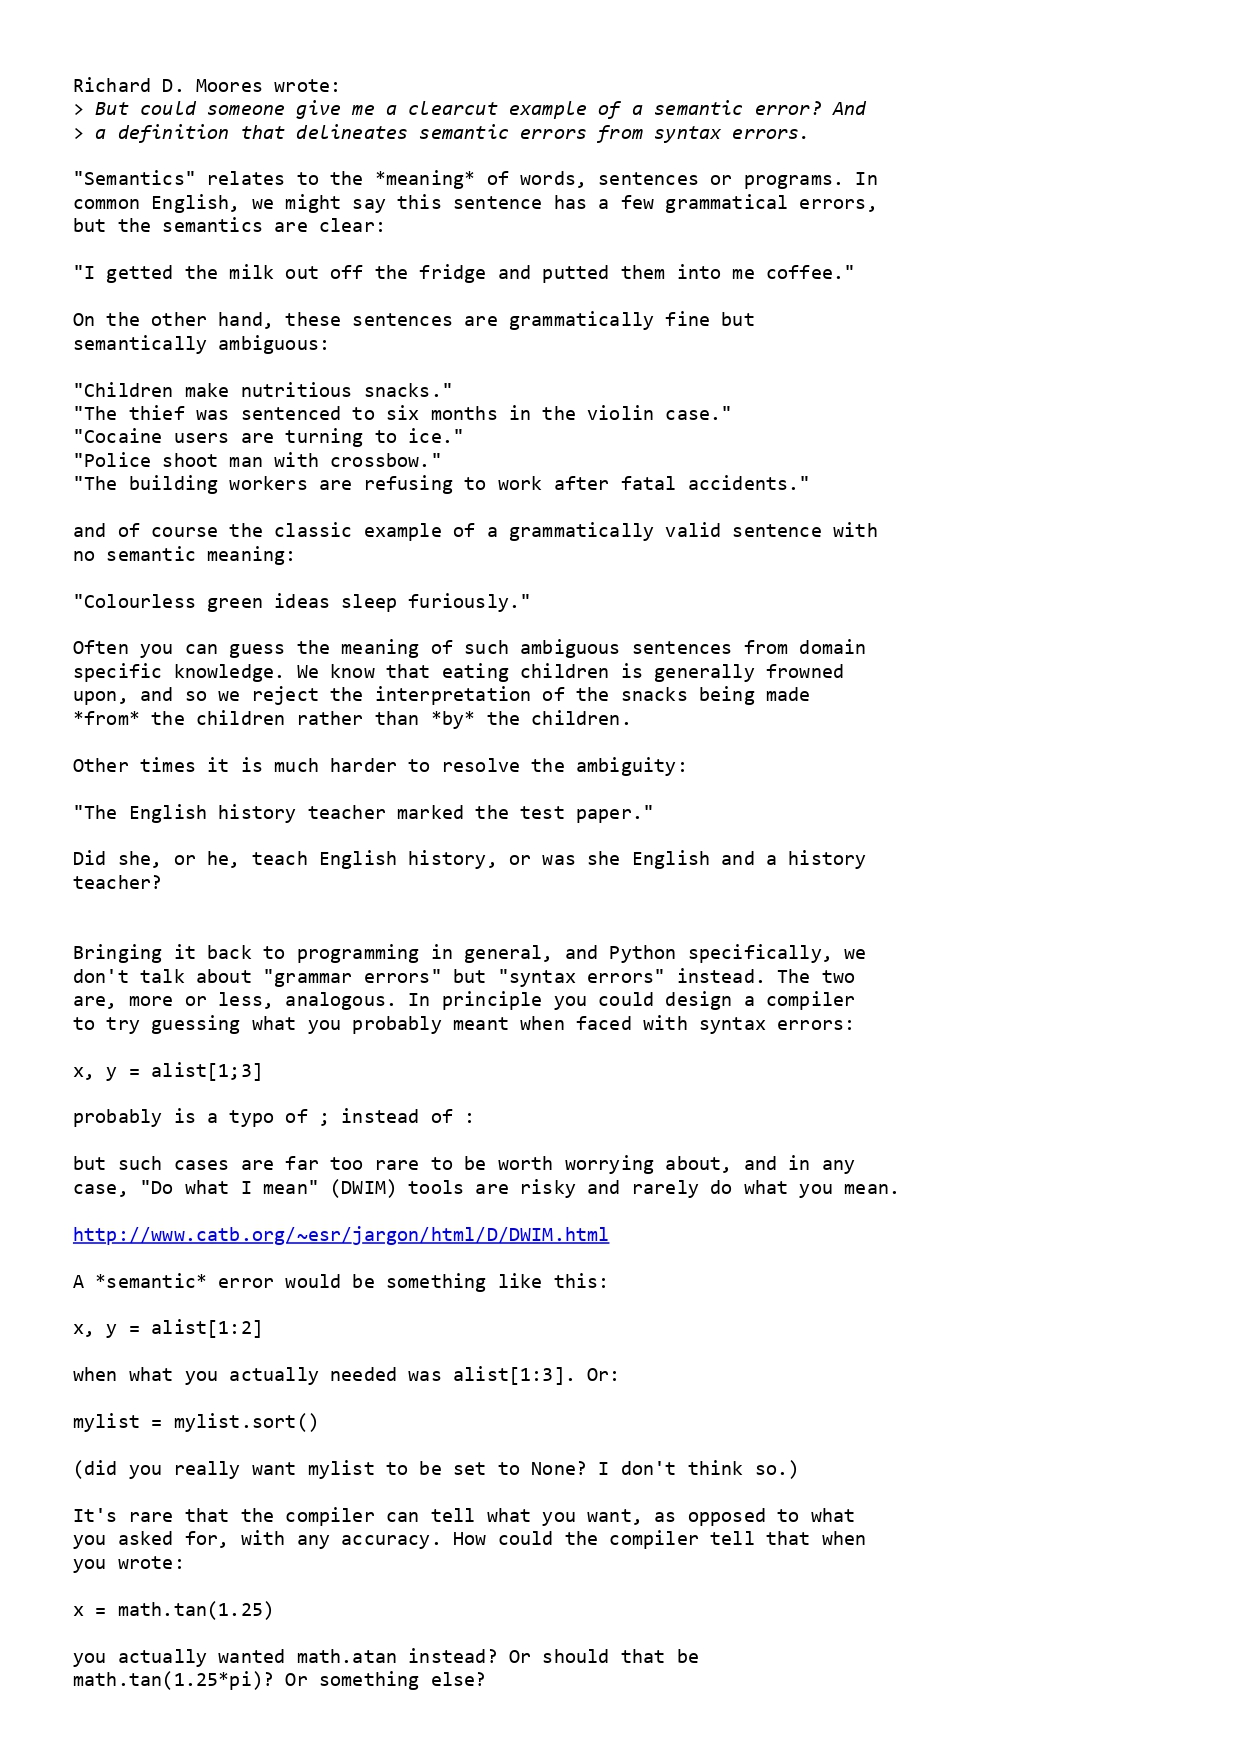 Richard D. Moores wrote:
> But could someone give me a clearcut example of a semantic error? And
> a definition that delineates semantic errors from syntax errors.
"Semantics" relates to the *meaning* of words, sentences or programs. In
common English, we might say this sentence has a few grammatical errors,
but the semantics are clear:
"I getted the milk out off the fridge and putted them into me coffee."
On the other hand, these sentences are grammatically fine but
semantically ambiguous:
"Children make nutritious snacks."
"The thief was sentenced to six months in the violin case."
"Cocaine users are turning to ice."
"Police shoot man with crossbow."
"The building workers are refusing to work after fatal accidents."
and of course the classic example of a grammatically valid sentence with
no semantic meaning:
"Colourless green ideas sleep furiously."
Often you can guess the meaning of such ambiguous sentences from domain
specific knowledge. We know that eating children is generally frowned
upon, and so we reject the interpretation of the snacks being made
*from* the children rather than *by* the children.
Other times it is much harder to resolve the ambiguity:
"The English history teacher marked the test paper."
Did she, or he, teach English history, or was she English and a history
teacher?
Bringing it back to programming in general, and Python specifically, we
don't talk about "grammar errors" but "syntax errors" instead. The two
are, more or less, analogous. In principle you could design a compiler
to try guessing what you probably meant when faced with syntax errors:
x, y = alist[1;3]
probably is a typo of ; instead of :
but such cases are far too rare to be worth worrying about, and in any
case, "Do what I mean" (DWIM) tools are risky and rarely do what you mean.
http://www.catb.org/~esr/jargon/html/D/DWIM.html
A *semantic* error would be something like this:
x, y = alist[1:2]
when what you actually needed was alist[1:3]. Or:
mylist = mylist.sort()
(did you really want mylist to be set to None? I don't think so.)
It's rare that the compiler can tell what you want, as opposed to what
you asked for, with any accuracy. How could the compiler tell that when
you wrote:
x = math.tan(1.25)
you actually wanted math.atan instead? Or should that be
math.tan(1.25*pi)? Or something else?